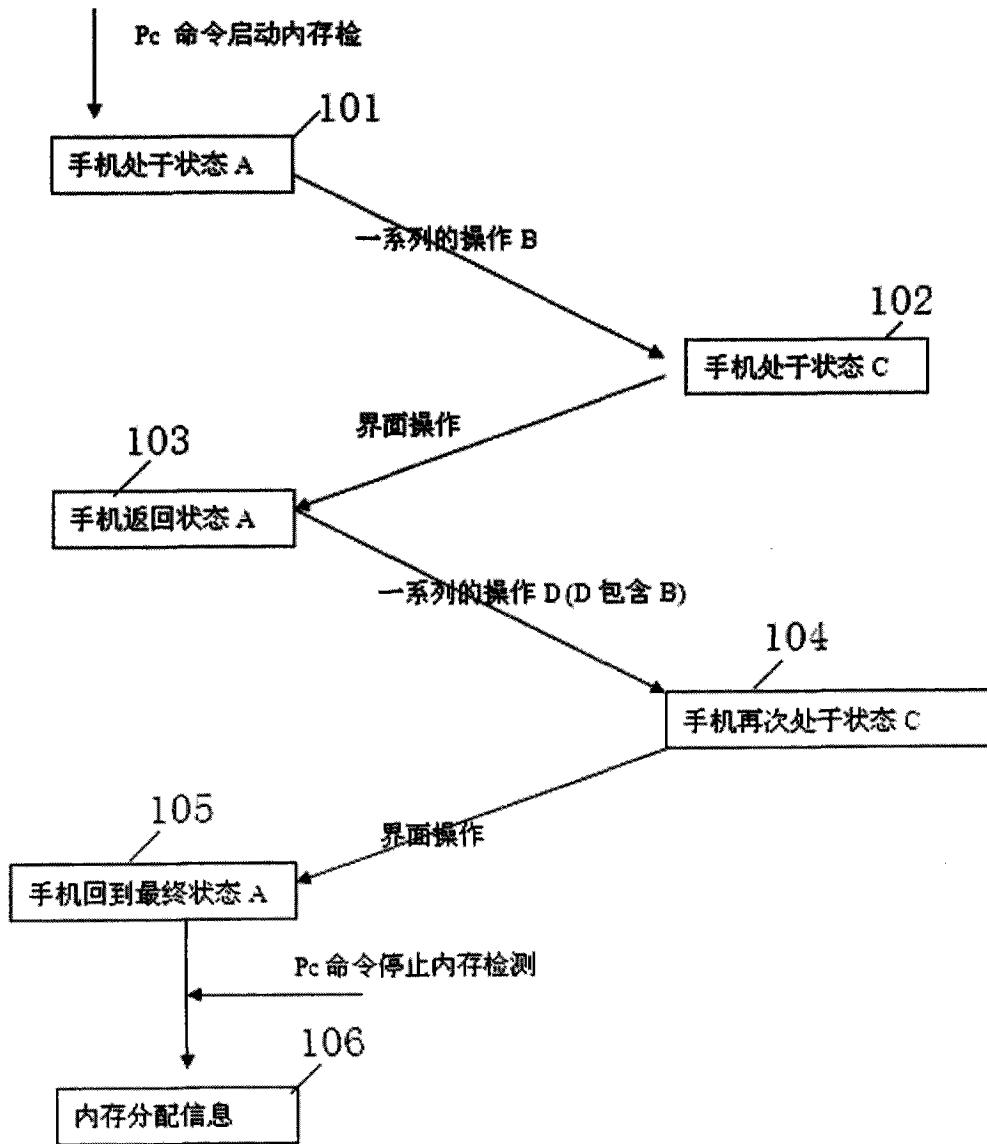 Pc 命令启动内存检
101
手机处于状态 A
一系列的操作 B
102
手机处于状态 C
界面操作
103
手机返回状态 A
一系列的操作 D (D 包含 B)
104
手机再次处于状态 C
105
界面操作
手机回到最终状态 A
Pc 命令停止内存检测
106
内存分配信息